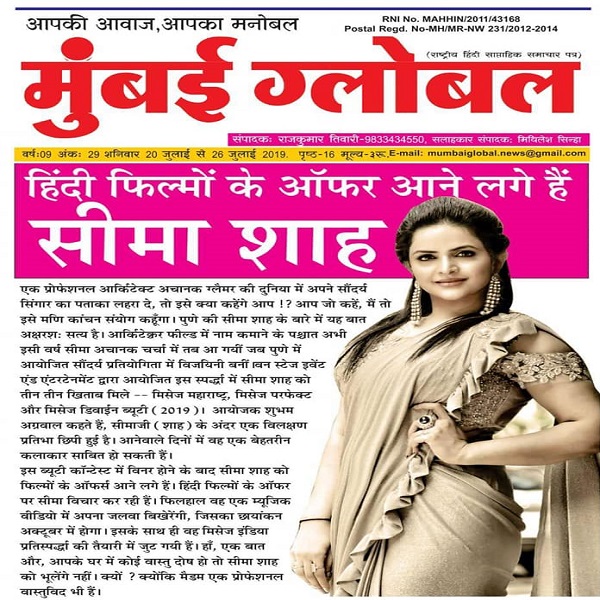 आपकी आवाज,आपका मनोबल
RNI No. MAHHIN/2011/43168
Postal Regd. No-MH/MR-NW 231/2012-2014
मुंबई ग्लोबल
(राष्ट्रीय हिंदी साप्ताहिक समाचार पत्र)
संपादकः राजकुमार तिवारी-9833434550, सलाहकार संपादकः मिथिलेश सिन्हा
वर्षः09 अंकः 29 शनिवार 20 जुलाई से 26 जुलाई 2019. पृष्ठ-16 मूल्य-३रू.,E-mail: mumbaiglobal.news@gmail.com
हिंदी फिल्मों के ऑफर आने लगे हैं
सीमा शाह
एक प्रोफेशनल आर्किटेक्ट अचानक ग्लैमर की दुनिया में अपने सौंदर्य
सिंगार का पताका लहरा दे, तो इसे क्या कहेंगे आप !? आप जो कहें, मैं तो
इसे मणि कांचन संयोग कहूँगा। पुणे की सीमा शाह के बारे में यह बात
अक्षरशः सत्य है। आर्किटेक्चर फील्ड में नाम कमाने के पश्चात अभी
इसी वर्ष सीमा अचानक चर्चा में तब आ गयीं जब पुणे में
आयोजित सौंदर्य प्रतियोगिता में विजयिनी बनीं।वन स्टेज इवेंट
एंड एंटरटेनमेंट द्वारा आयोजित इस स्पर्द्धा में सीमा शाह को
तीन तीन ख़िताब मिले -- मिसेज महाराष्ट्र, मिसेज परफेक्ट
और मिसेज डिवाईन ब्यूटी (2019)। आयोजक शुभम
अग्रवाल कहते हैं, सीमाजी (शाह) के अंदर एक विलक्षण
प्रतिभा छिपी हुई है। आनेवाले दिनों में वह एक बेहतरीन
कलाकार साबित हो सकती हैं।
इस ब्यूटी कॉन्टेस्ट में विनर होने के बाद सीमा शाह को
फिल्मों के ऑफर्स आने लगे हैं। हिंदी फिल्मों के ऑफर
पर सीमा विचार कर रही हैं। फिलहाल वह एक म्यूजिक
वीडियो में अपना जलवा बिखेरेंगी, जिसका छायांकन
अक्टूबर में होगा। इसके साथ ही वह मिसेज इंडिया
प्रतिस्पर्द्धा की तैयारी में जुट गयी हैं। हाँ, एक बात
और, आपके घर में कोई वास्तु दोष हो तो सीमा शाह
को भूलेंगे नहीं। क्यों ? क्योंकि मैडम एक प्रोफेशनल
वास्तुविद भी हैं।